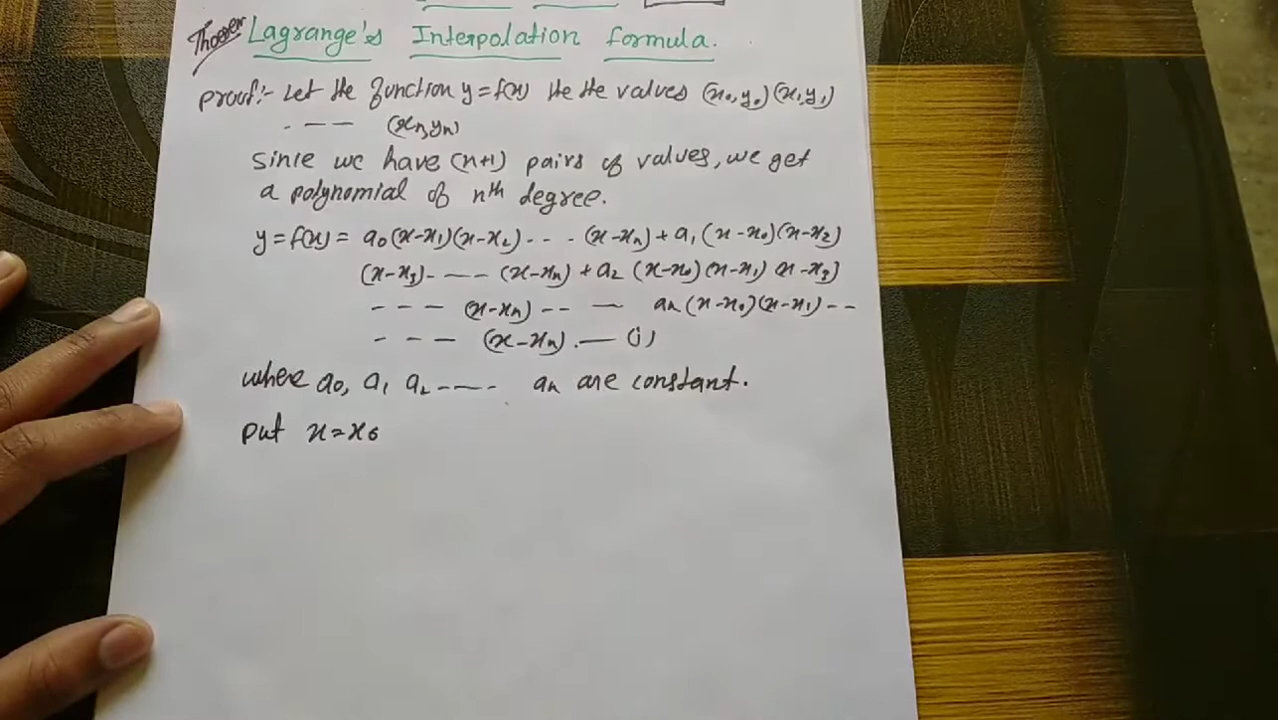 Theorem Lagrange's Interpolation formula.
proof:- Let the function y=f(x) the the values (x₀,y₀)(x₁,y₁)
---- (xₙ,yₙ)
since we have (n+1) pairs of values, we get
a polynomial of nth degree.
y=f(x)= a₀(x-x₁)(x-x₂)--- (x-xₙ)+a₁(x-x₀)(x-x₂)
(x-x₃)---- (x-xₙ) +a₂ (x-x₀)(x-x₁)(x-x₃)
--- (x-xₙ)--- aₙ(x-x₀)(x-x₁)--
--- (x-xₙ).—(i)
where a₀, a₁ a₂---- aₙ are constant.
put x=x₀